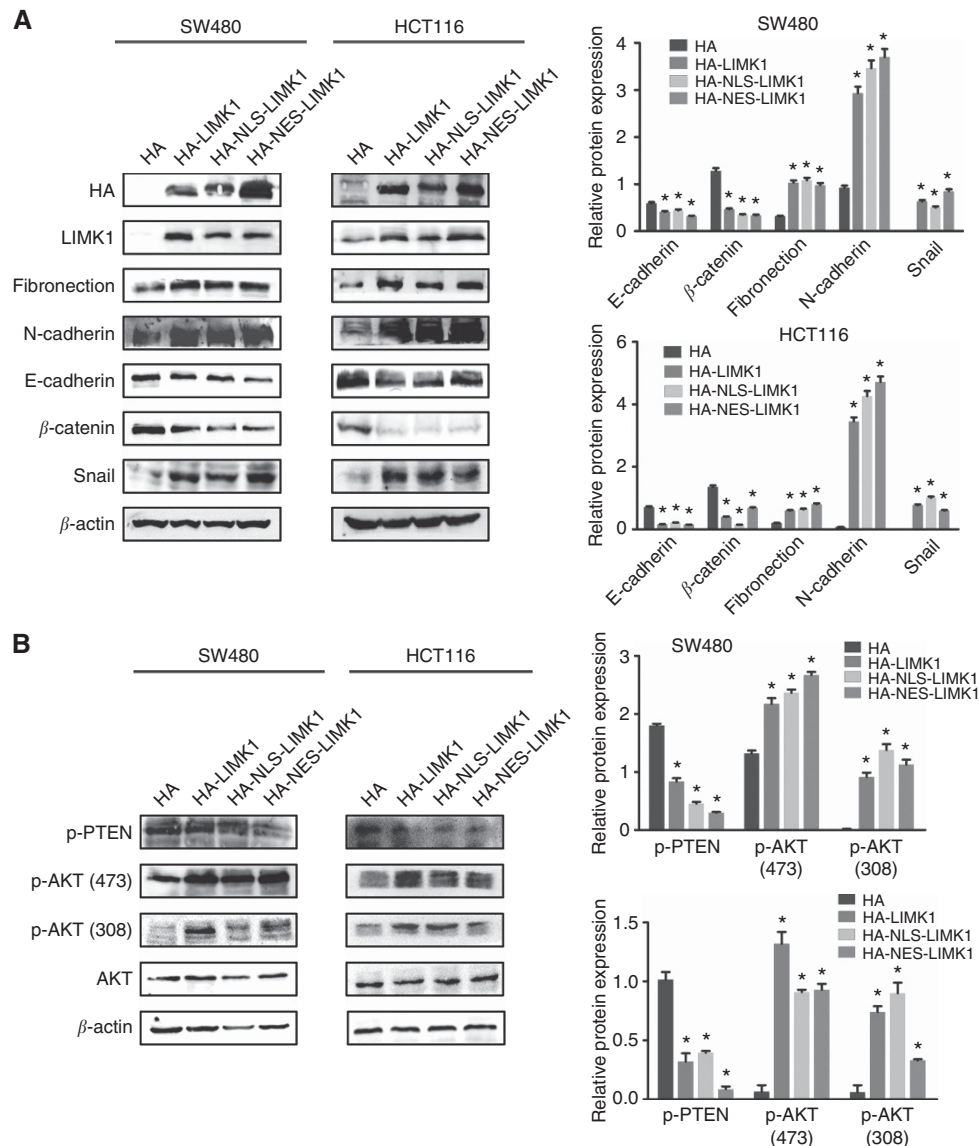 A
SW480
HCT116
HA
HA-LIMK1
HA-NLS-LIMK1
HA-NES-LIMK1
HA
HA-LIMK1
HA-NLS-LIMK1
HA-NES-LIMK1
HA
LIMK1
Fibronection
N-cadherin
E-cadherin
β-catenin
Snail
β-actin
SW480
HA
HA-LIMK1
HA-NLS-LIMK1
HA-NES-LIMK1
Relative protein expression
4
3
2
1
0
* * * * * * * * * * * * * * *
E-cadherin
β-catenin
Fibronection
N-cadherin
Snail
HCT116
HA
HA-LIMK1
HA-NLS-LIMK1
HA-NES-LIMK1
Relative protein expression
6
4
2
0
* * * * * * * * * * * * * * *
E-cadherin
β-catenin
Fibronection
N-cadherin
Snail
B
SW480
HCT116
HA
HA-LIMK1
HA-NLS-LIMK1
HA-NES-LIMK1
HA
HA-LIMK1
HA-NLS-LIMK1
HA-NES-LIMK1
p-PTEN
p-AKT (473)
p-AKT (308)
AKT
β-actin
SW480
HA
HA-LIMK1
HA-NLS-LIMK1
HA-NES-LIMK1
Relative protein expression
3
2
1
0
* * * * * * * * *
p-PTEN
p-AKT
(473)
p-AKT
(308)
HA
HA-LIMK1
HA-NLS-LIMK1
HA-NES-LIMK1
Relative protein expression
1.5
1.0
0.5
0.0
* * * * * * * * *
p-PTEN
p-AKT
(473)
p-AKT
(308)